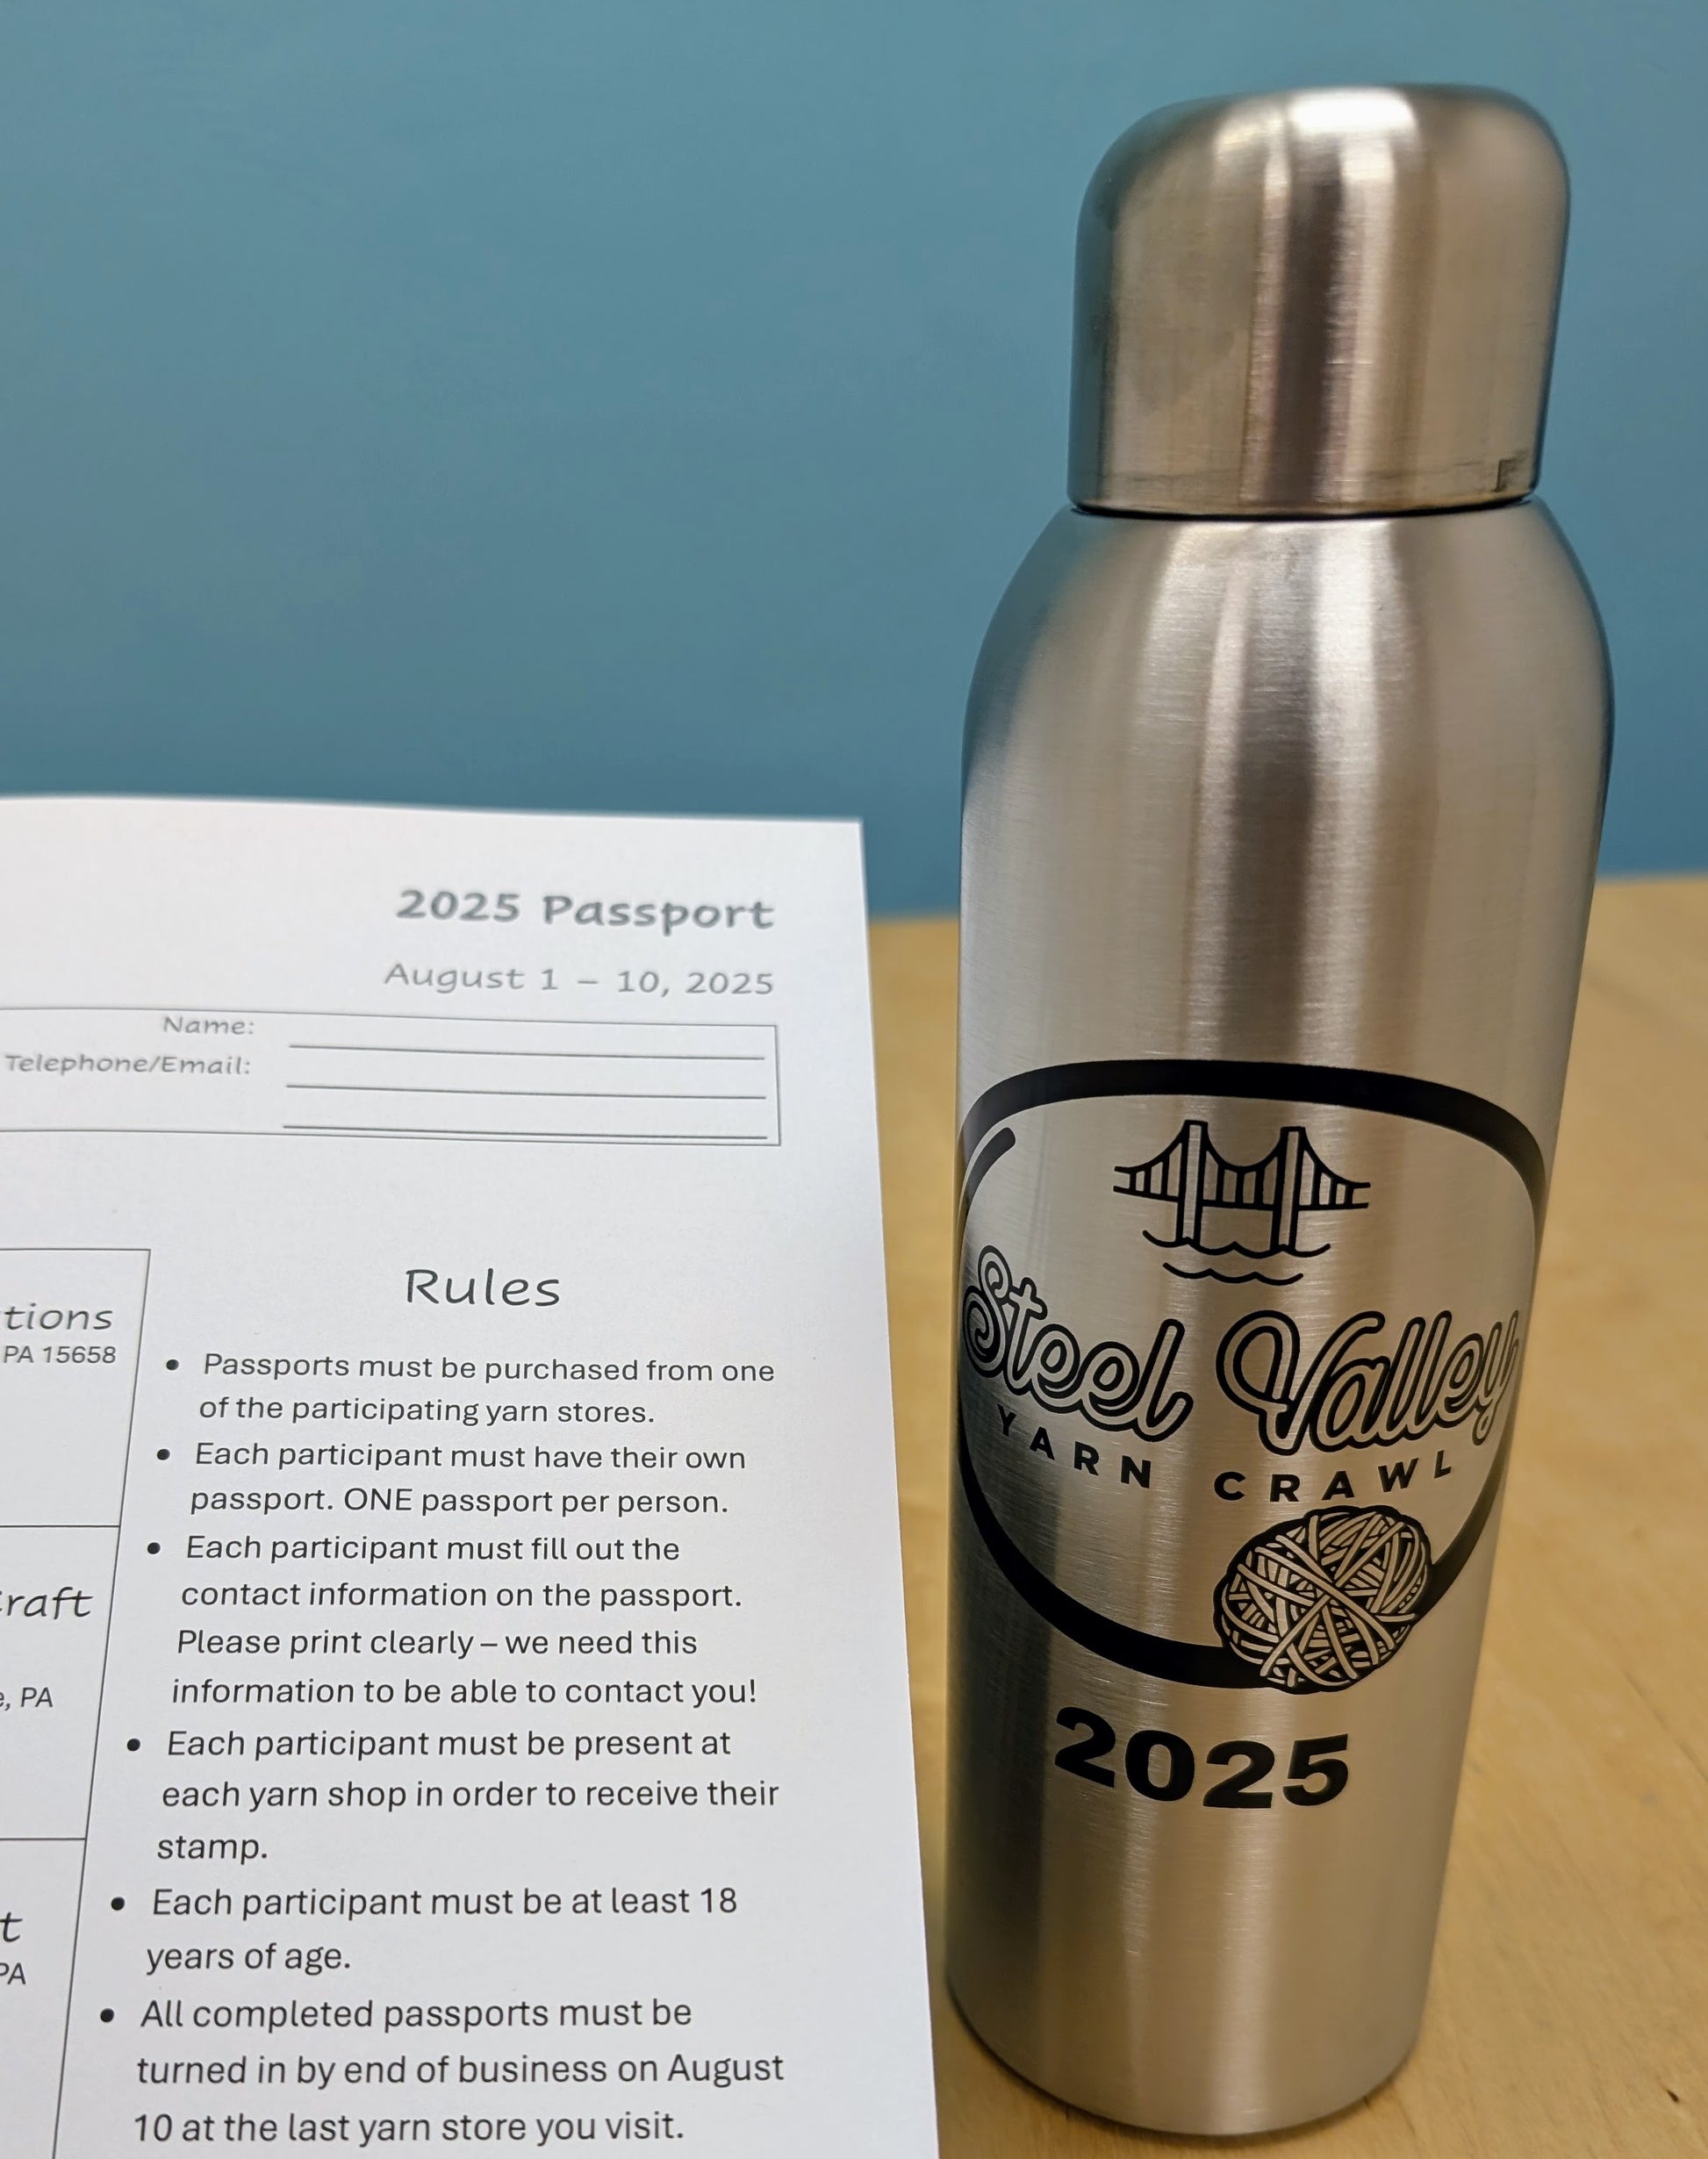 2025 Passport
August 1 – 10, 2025
Name:
Telephone/Email:
tions
PA 15658
raft
, PA
t
PA
Rules
• Passports must be purchased from one
of the participating yarn stores.
• Each participant must have their own
passport. ONE passport per person.
• Each participant must fill out the
contact information on the passport.
Please print clearly – we need this
information to be able to contact you!
• Each participant must be present at
each yarn shop in order to receive their
stamp.
• Each participant must be at least 18
years of age.
• All completed passports must be
turned in by end of business on August
10 at the last yarn store you visit.
Steel Valley
YARN CRAWL
2025